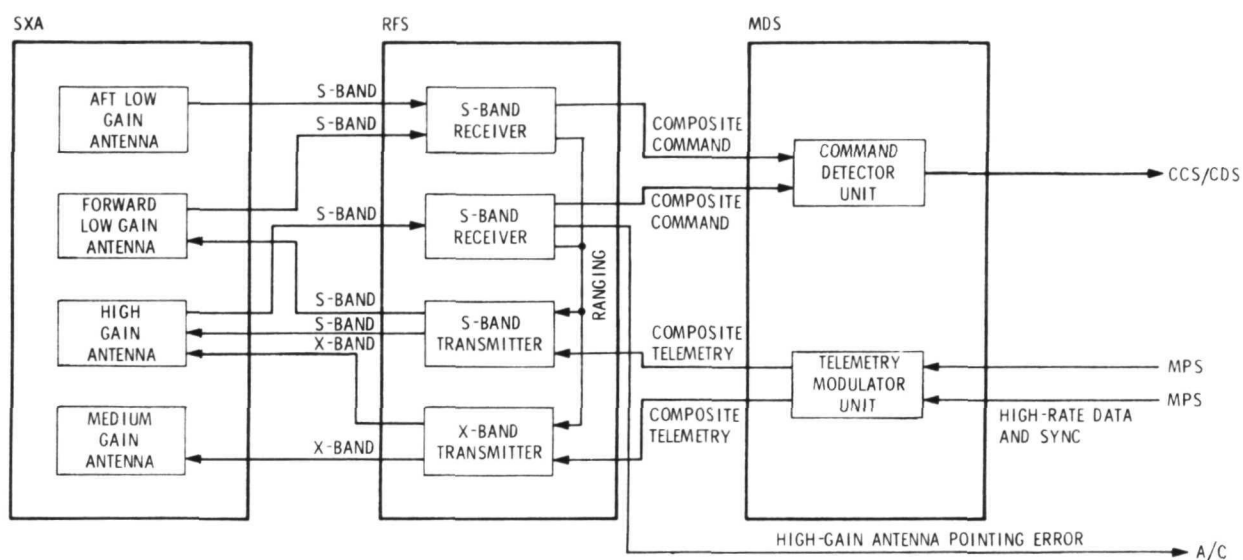 SXA
RFS
MDS
AFT LOW
GAIN
ANTENNA
S-BAND
S-BAND
S-BAND
RECEIVER
COMPOSITE
COMMAND
COMMAND
DETECTOR
UNIT
CCS/CDS
FORWARD
LOW GAIN
ANTENNA
S-BAND
S-BAND
RECEIVER
COMPOSITE
COMMAND
RANGING
HIGH
GAIN
ANTENNA
S-BAND
S-BAND
X-BAND
S-BAND
TRANSMITTER
COMPOSITE
TELEMETRY
TELEMETRY
MODULATOR
UNIT
MPS
MPS
HIGH-RATE DATA
AND SYNC
MEDIUM
GAIN
ANTENNA
X-BAND
X-BAND
TRANSMITTER
COMPOSITE
TELEMETRY
HIGH-GAIN ANTENNA POINTING ERROR
A/C